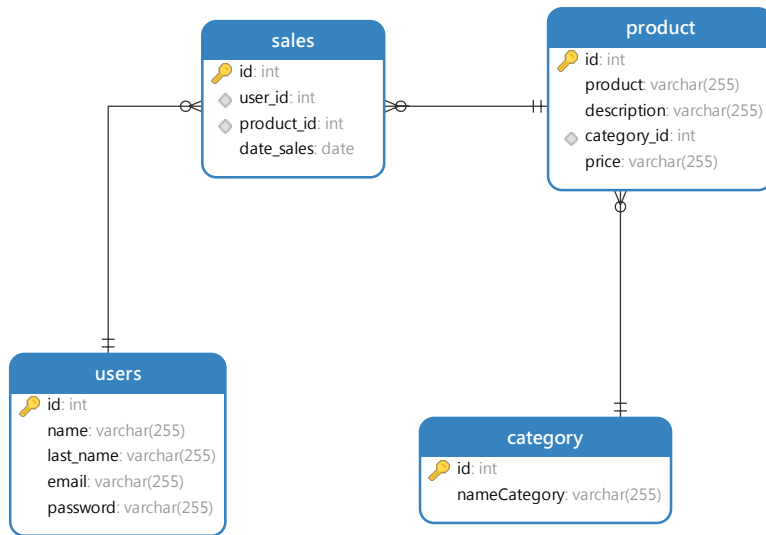 sales
id: int
user_id: int
product_id: int
date_sales: date
product
id: int
product: varchar(255)
description: varchar(255)
category_id: int
price: varchar(255)
users
id: int
name: varchar(255)
last_name: varchar(255)
email: varchar(255)
password: varchar(255)
category
id: int
nameCategory: varchar(255)